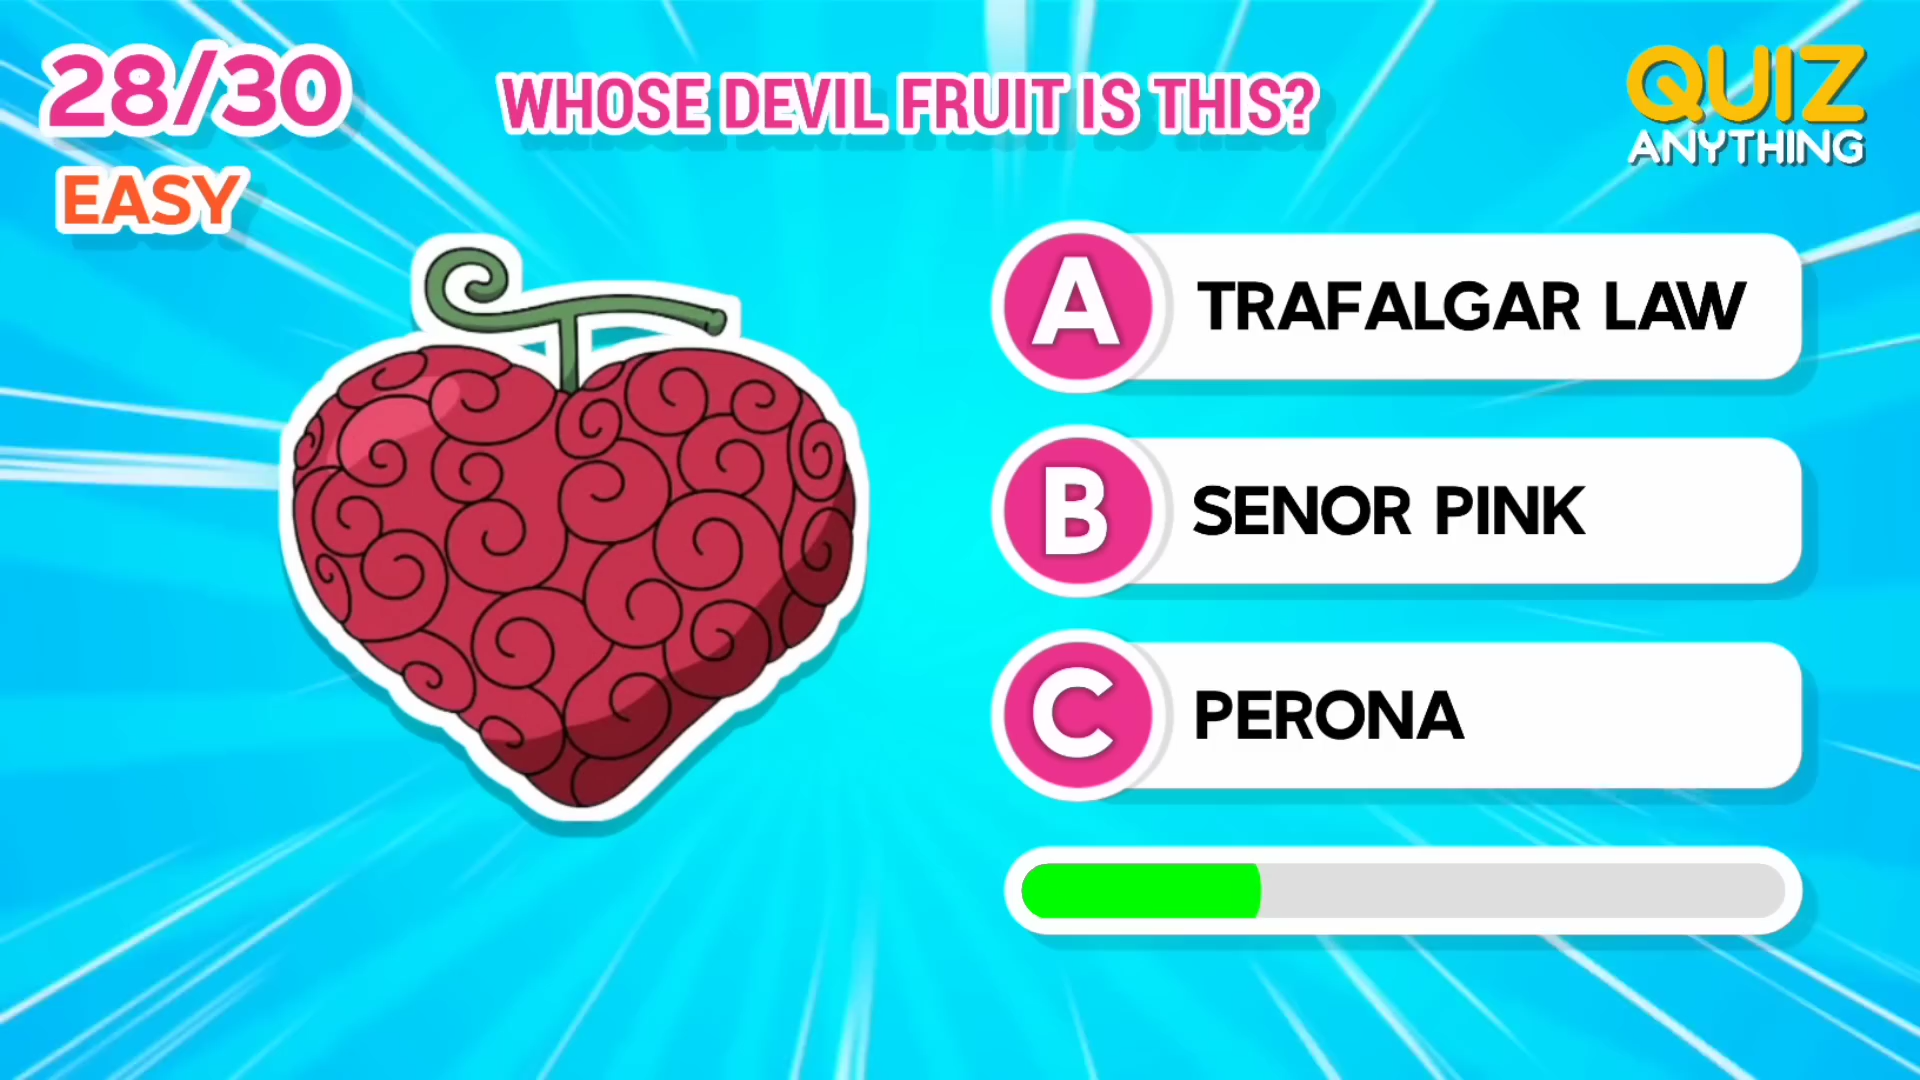 28/30
WHOSE DEVIL FRUIT IS THIS?
QUIZ
ANYTHING
EASY
A TRAFALGAR LAW
B SENOR PINK
C PERONA